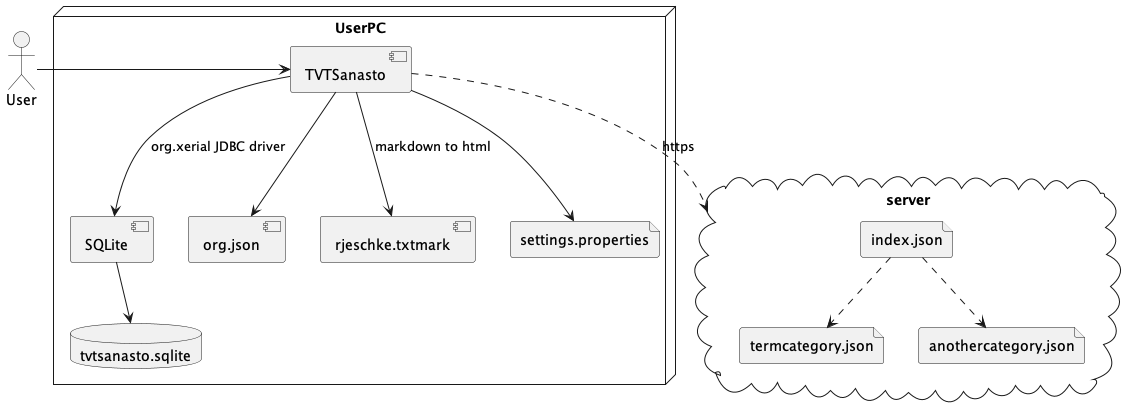 UserPC
TVTSanasto
User
org.xerial JDBC driver
markdown to html
https
server
SQLite
org.json
rjeschke.txtmark
settings.properties
index.json
tvtsanasto.sqlite
termcategory.json
anothercategory.json